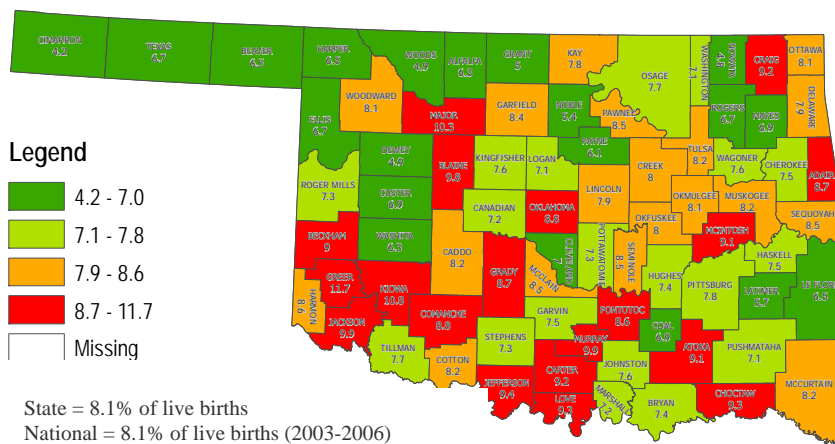 CIMARRON
4.2
TEXAS
6.7
BEAVER
6.3
HARPER
6.5
WOODS
4.9
ALFALFA
6.3
GRANT
5
KAY
7.8
OSAGE
7.7
WASHINGTON
7.1
NOWATA
4.8
CRAIG
9.2
OTTAWA
8.1
WOODWARD
8.1
MAJOR
10.3
GARFIELD
8.4
NOBLE
5.4
PAWNEE
8.5
ROGERS
6.7
MAYES
6.9
DELAWARE
7.9
ELLIS
6.7
DEWEY
4.9
BLAINE
9.8
KINGFISHER
7.6
LOGAN
7.1
PAYNE
6.1
CREEK
8
TULSA
8.2
WAGONER
7.6
CHEROKEE
7.5
ADAIR
8.7
Legend
4.2 - 7.0
7.1 - 7.8
7.9 - 8.6
8.7 - 11.7
Missing
ROGER MILLS
7.3
CUSTER
6.9
CANADIAN
7.2
OKLAHOMA
8.8
LINCOLN
7.9
OKMULGEE
8.1
MUSKOGEE
8.2
SEQUOYAH
8.5
OKFUSKEE
8
MCINTOSH
9.1
BECKHAM
9
WASHITA
6.3
CADDO
8.2
GRADY
8.7
MCCLAIN
8.5
CLEVELAND
7
POTTAWATOMIE
7.3
SEMINOLE
8.5
HUGHES
7.4
PITTSBURG
7.8
HASKELL
7.5
LATIMER
LE FLORE
GREER
11.7
HARMON
8.6
JACKSON
9.9
KIOWA
10.8
COMANCHE
8.8
GARVIN
7.5
PONTOTOC
8.6
COAL
ATOKA
9.1
PUSHMATAHA
7.1
TILLMAN
7.7
COTTON
8.2
STEPHENS
7.3
MURRAY
9.9
JOHNSTON
7.6
MCCURTAIN
8.2
JEFFERSON
9.4
CARTER
9.2
LOVE
9.3
MARSHALL
7.2
BRYAN
7.4
CHOCTAW
9.3
State = 8.1% of live births
National = 8.1% of live births (2003-2006)